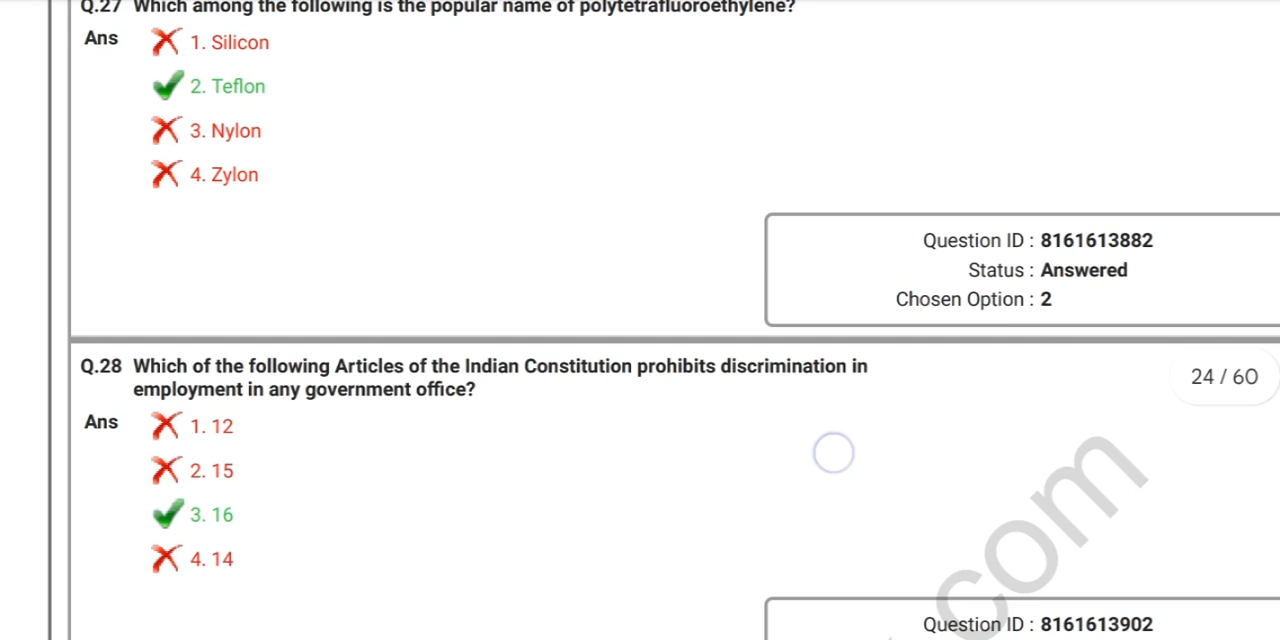 Q.27 Which among the following is the popular name of polytetrafluoroethylene?
Ans 1. Silicon
2. Teflon
3. Nylon
4. Zylon
Question ID : 8161613882
Status : Answered
Chosen Option : 2
Q.28 Which of the following Articles of the Indian Constitution prohibits discrimination in
employment in any government office?
24 / 60
Ans 1. 12
2. 15
3. 16
4. 14
.com
Question ID : 8161613902